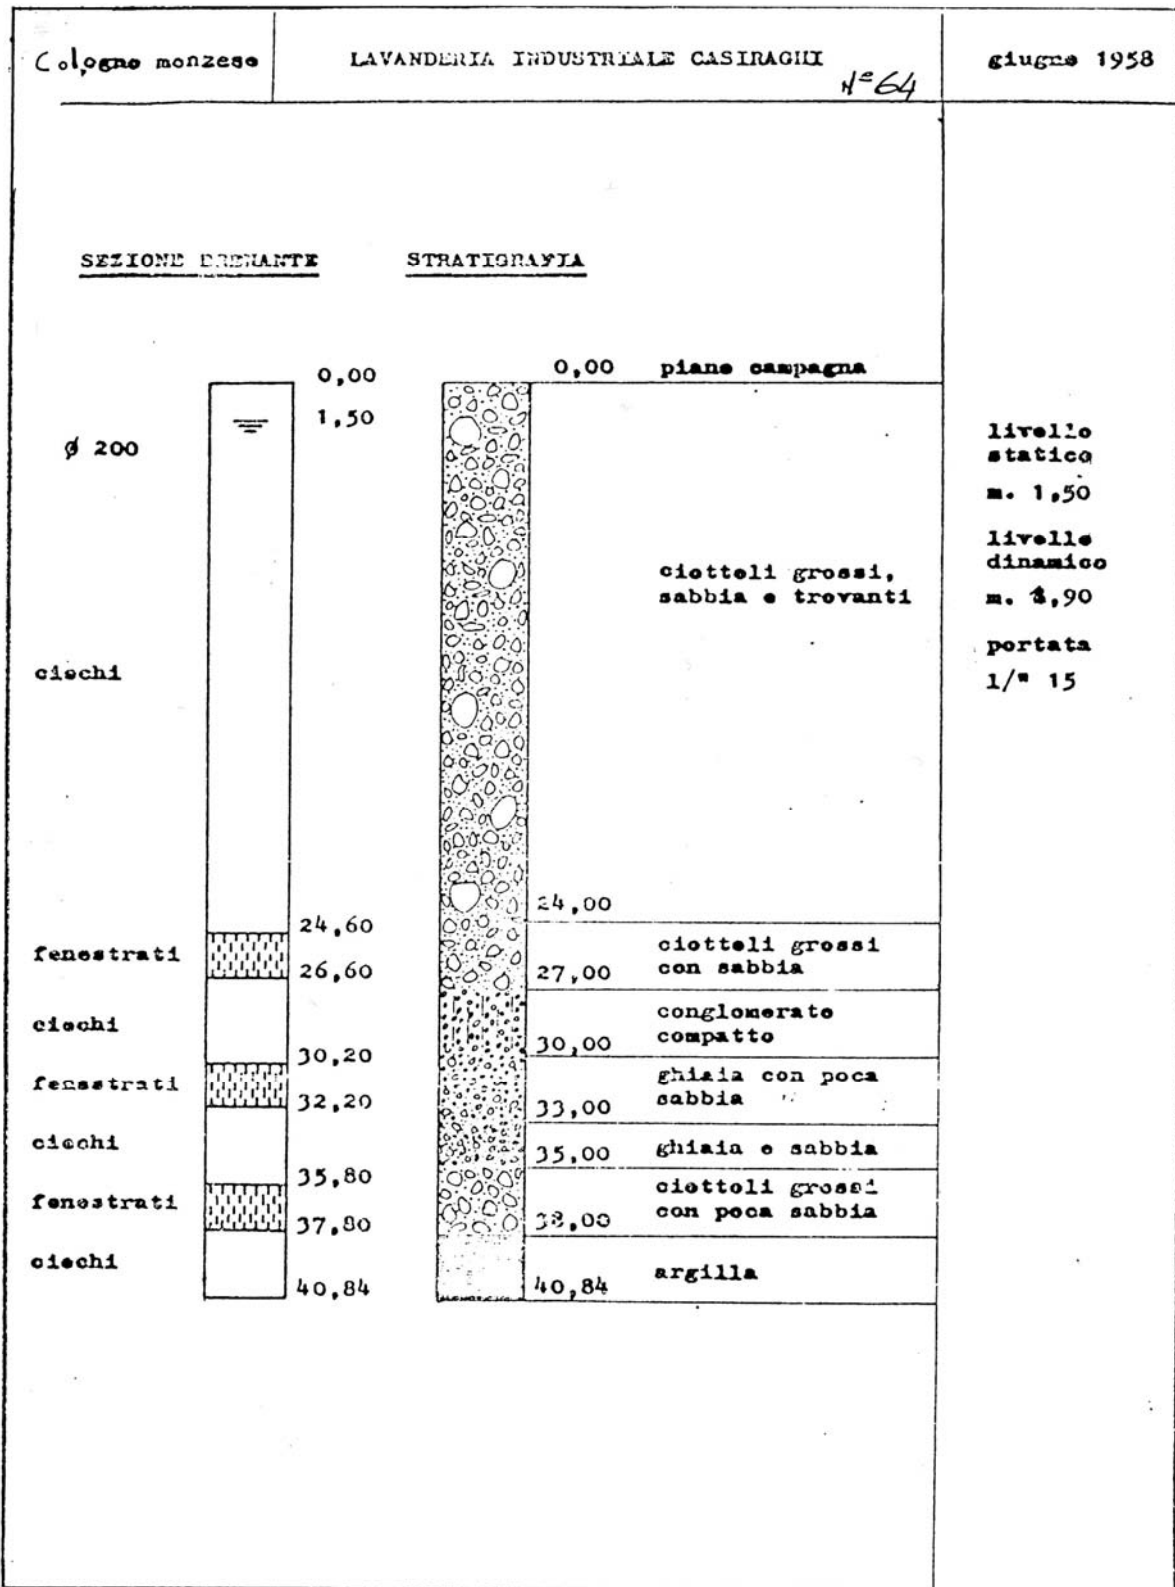 Cologno monzese
LAVANDERIA INDUSTRIALE CASIRAGHI
N° 64
giugno 1958
SEZIONE DRENANTE
STRATIGRAFIA
0,00
0,00 piano campagna
1,50
ø 200
livello
statico
m. 1,50
livello
dinamico
m. ,90
portata
l/" 15
ciottoli grossi,
sabbia e trovanti
ciechi
24,00
24,60
fenestrati
26,60
ciottoli grossi
con sabbia
27,00
ciechi
conglomerato
compatto
30,00
30,20
fenestrati
32,20
ghiaia con poca
sabbia
33,00
ciechi
35,00 ghiaia e sabbia
35,80
fenestrati
37,80
ciottoli grossi
con poca sabbia
38,00
ciechi
40,84
40,84 argilla